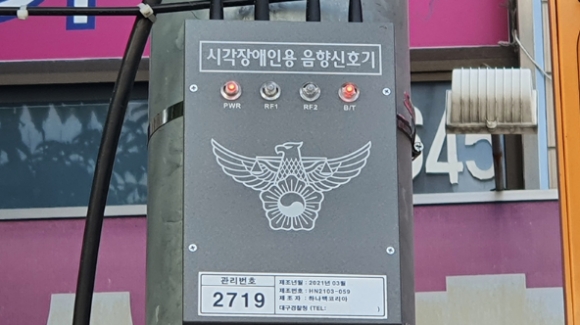 시각장애인용 음향신호기
PWR RF1 RF2 B/T
관리번호
2719
제조년월 : 2021년 03월
제조번호 : HN2103-059
제 조 자 : 하나텍코리아
대구경찰청 (TEL: )
645